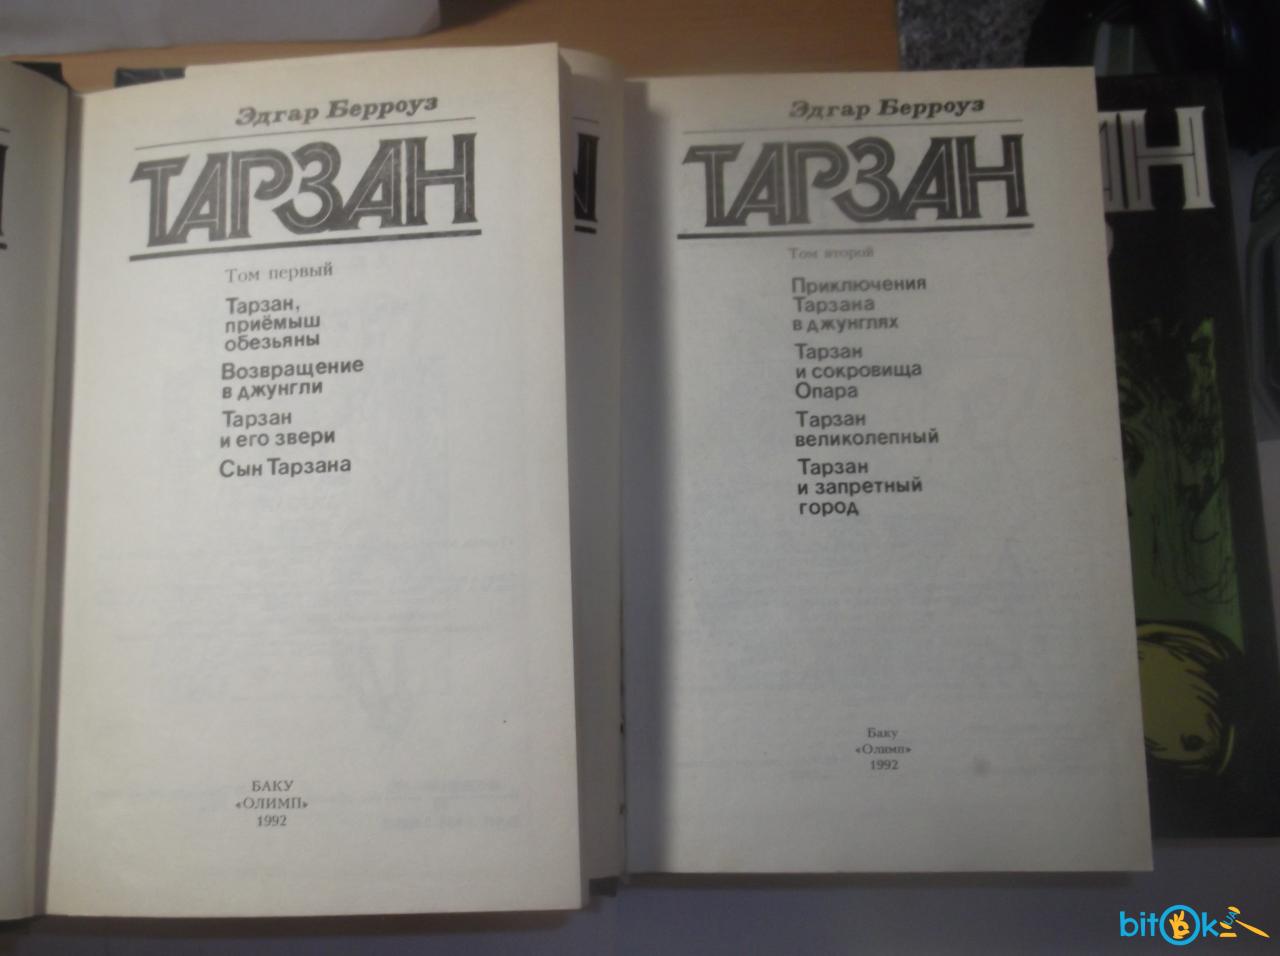 Эдгар Берроуз
ТАРЗАН
Том первый
Тарзан,
приёмыш
обезьяны
Возвращение
в джунгли
Тарзан
и его звери
Сын Тарзана
БАКУ
«ОЛИМП»
1992
Эдгар Берроуз
ТАРЗАН
Том второй
Приключения
Тарзана
в джунглях
Тарзан
и сокровища
Опара
Тарзан
великолепный
Тарзан
и запретный
город
Баку
«Олимп»
1992
АН
bitOk.ua